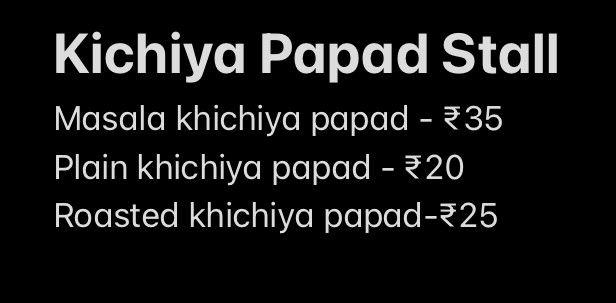 Kichiya Papad Stall
Masala khichiya papad - ₹35
Plain khichiya papad - ₹20
Roasted khichiya papad-₹25